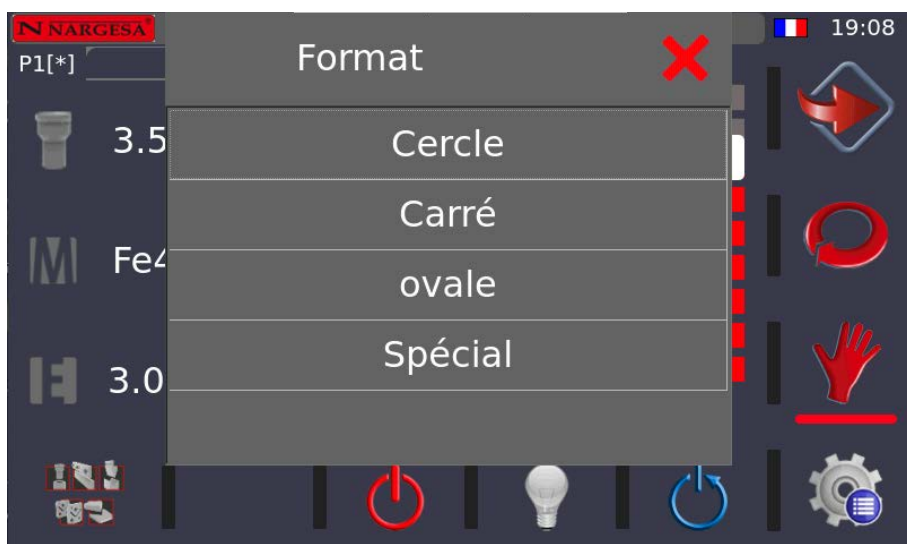 N NARGESA
19:08
P1[*]
Format
3.5
Cercle
Carré
Fe4
ovale
Spécial
3.0